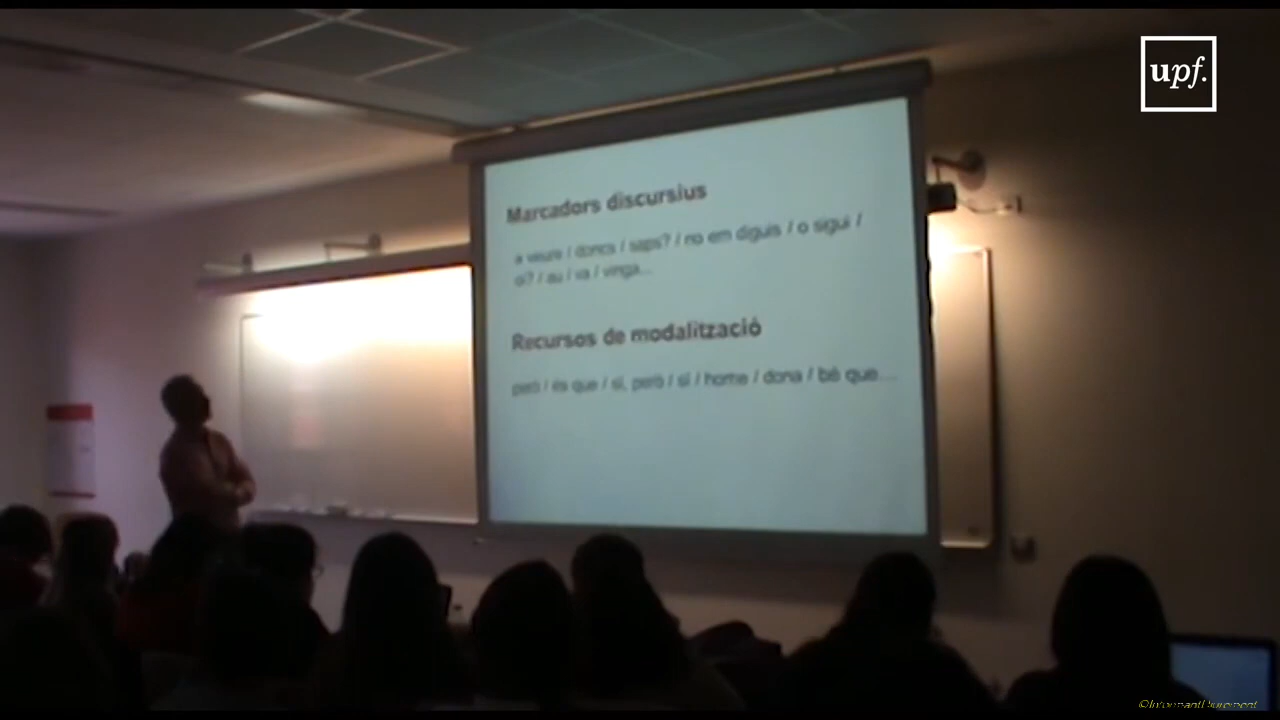 upf.
Marcadors discursius
a veure / doncs / saps? / no em diguis / o sigui /
oi? / au / va / vinga...
Recursos de modalització
però / és que / sí, però / sí / home / dona / bé que...